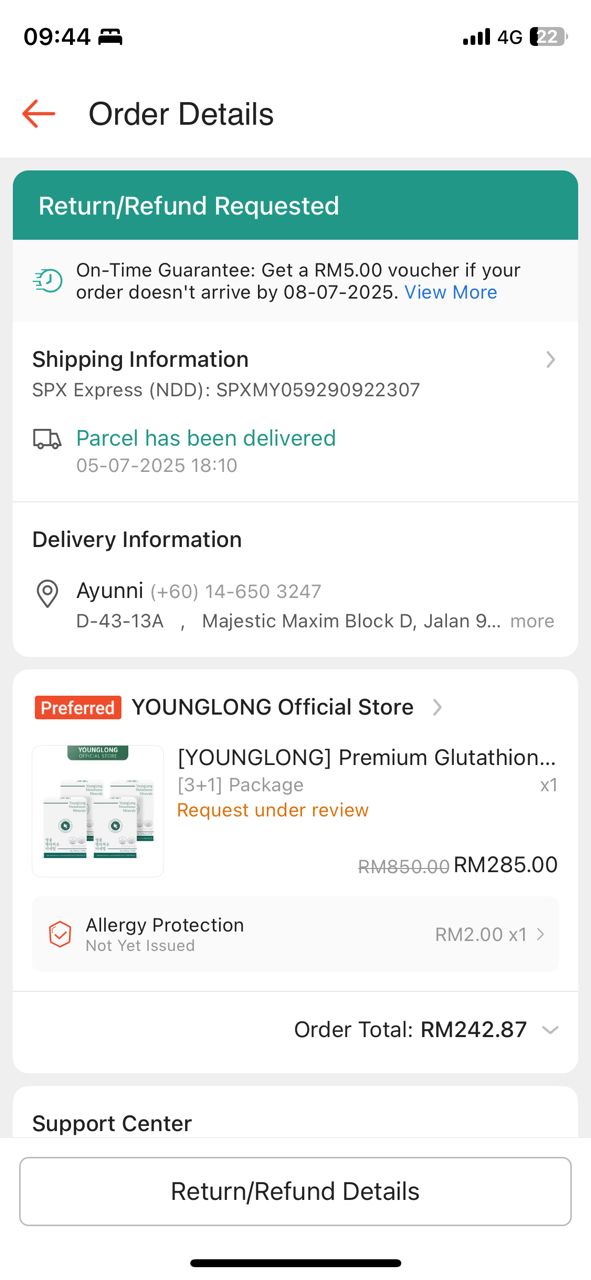 09:44
4G 22
Order Details
Return/Refund Requested
On-Time Guarantee: Get a RM5.00 voucher if your
order doesn't arrive by 08-07-2025. View More
Shipping Information
SPX Express (NDD): SPXMY059290922307
Parcel has been delivered
05-07-2025 18:10
Delivery Information
Ayunni (+60) 14-650 3247
D-43-13A , Majestic Maxim Block D, Jalan 9... more
Preferred YOUNGLONG Official Store
YOUNGLONG
OFFICIAL STORE
[YOUNGLONG] Premium Glutathion...
[3+1] Package x1
Request under review
RM850.00 RM285.00
Allergy Protection
Not Yet Issued
RM2.00 x1
Order Total: RM242.87
Support Center
Return/Refund Details